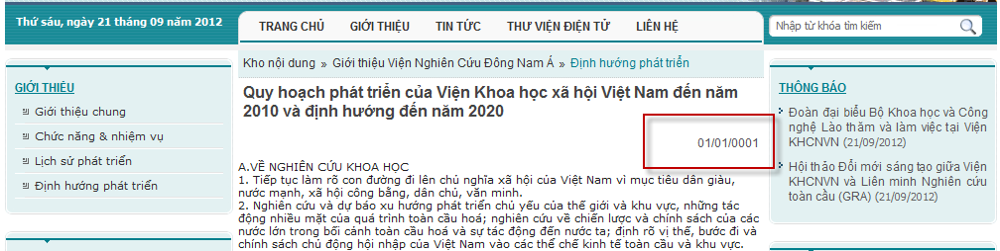 Thứ sáu, ngày 21 tháng 09 năm 2012
TRANG CHỦ GIỚI THIỆU TIN TỨC THƯ VIỆN ĐIỆN TỬ LIÊN HỆ
Nhập từ khóa tìm kiếm
GIỚI THIỆU
Giới thiệu chung
Chức năng & nhiệm vụ
Lịch sử phát triển
Định hướng phát triển
Kho nội dung » Giới thiệu Viện Nghiên Cứu Đông Nam Á » Định hướng phát triển
Quy hoạch phát triển của Viện Khoa học xã hội Việt Nam đến năm
2010 và định hướng đến năm 2020
01/01/0001
A.VỀ NGHIÊN CỨU KHOA HỌC
1. Tiếp tục làm rõ con đường đi lên chủ nghĩa xã hội của Việt Nam vì mục tiêu dân giàu,
nước mạnh, xã hội công bằng, dân chủ, văn minh.
2. Nghiên cứu và dự báo xu hướng phát triển chủ yếu của thế giới và khu vực, những tác
động nhiều mặt của quá trình toàn cầu hoá; nghiên cứu về chiến lược và chính sách của các
nước lớn trong bối cảnh toàn cầu hoá và sự tác động đến nước ta; định rõ vị thế, bước đi và
chính sách chủ động hội nhập của Việt Nam vào các thể chế kinh tế toàn cầu và khu vực.
THÔNG BÁO
Đoàn đại biểu Bộ Khoa học và Công
nghệ Lào thăm và làm việc tại Viện
KHCNVN (21/09/2012)
Hội thảo Đổi mới sáng tạo giữa Viện
KHCNVN và Liên minh Nghiên cứu
toàn cầu (GRA) (21/09/2012)